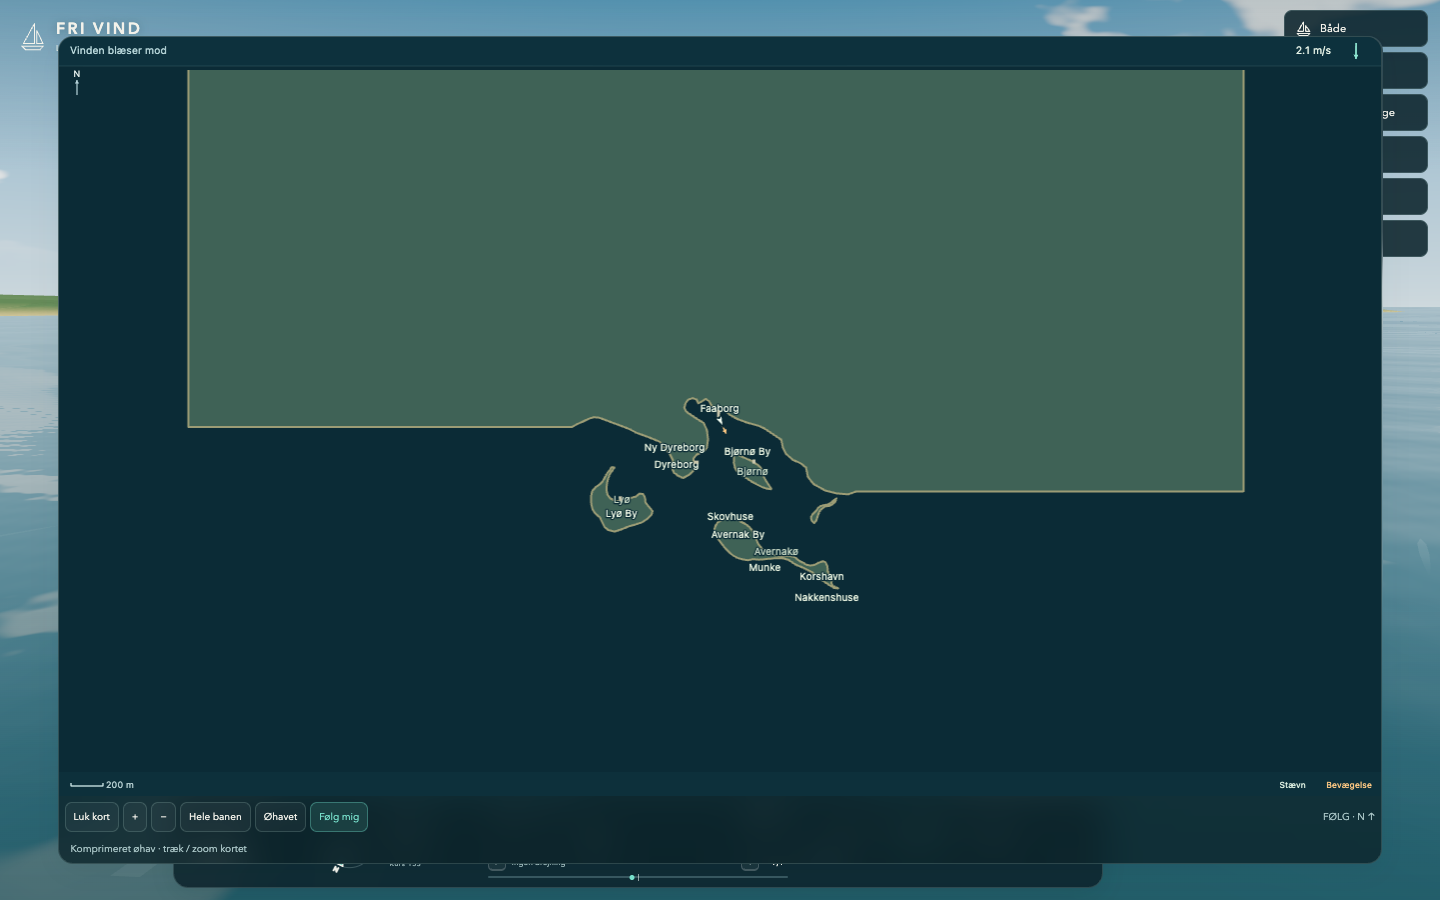 FRI VIND
Både
Vinden blæser mod
2.1 m/s
N
ge
Faaborg
Ny Dyreborg
Bjørnø By
Dyreborg
Bjørnø
Lyø
Lyø By
Skovhuse
Avernak By
Avernakø
Munke
Korshavn
Nakkenshuse
200 m
Stævn
Bevægelse
Luk kort
+
−
Hele banen
Øhavet
Følg mig
FØLG · N ↑
Komprimeret øhav · træk / zoom kortet